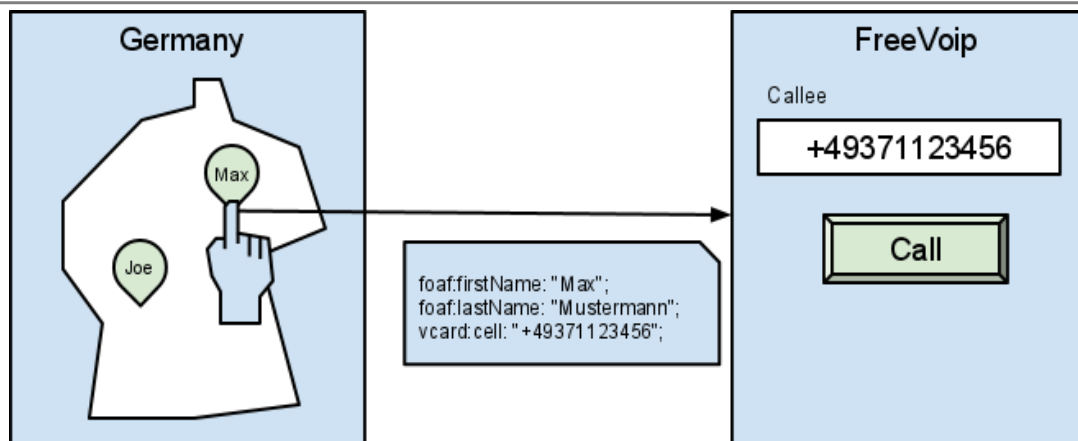 Germany
Max
Joe
foaf:firstName: "Max";
foaf:lastName: "Mustermann";
vcard:cell: "+49371123456";
FreeVoip
Callee
+49371123456
Call